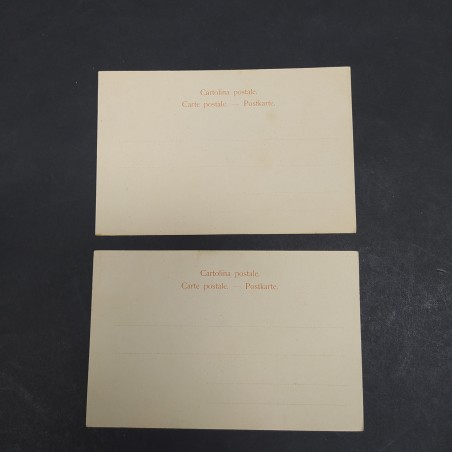 Cartolina postale.
Carte postale. — Postkarte.
Cartolina postale
Carte postale. — Postkarte.